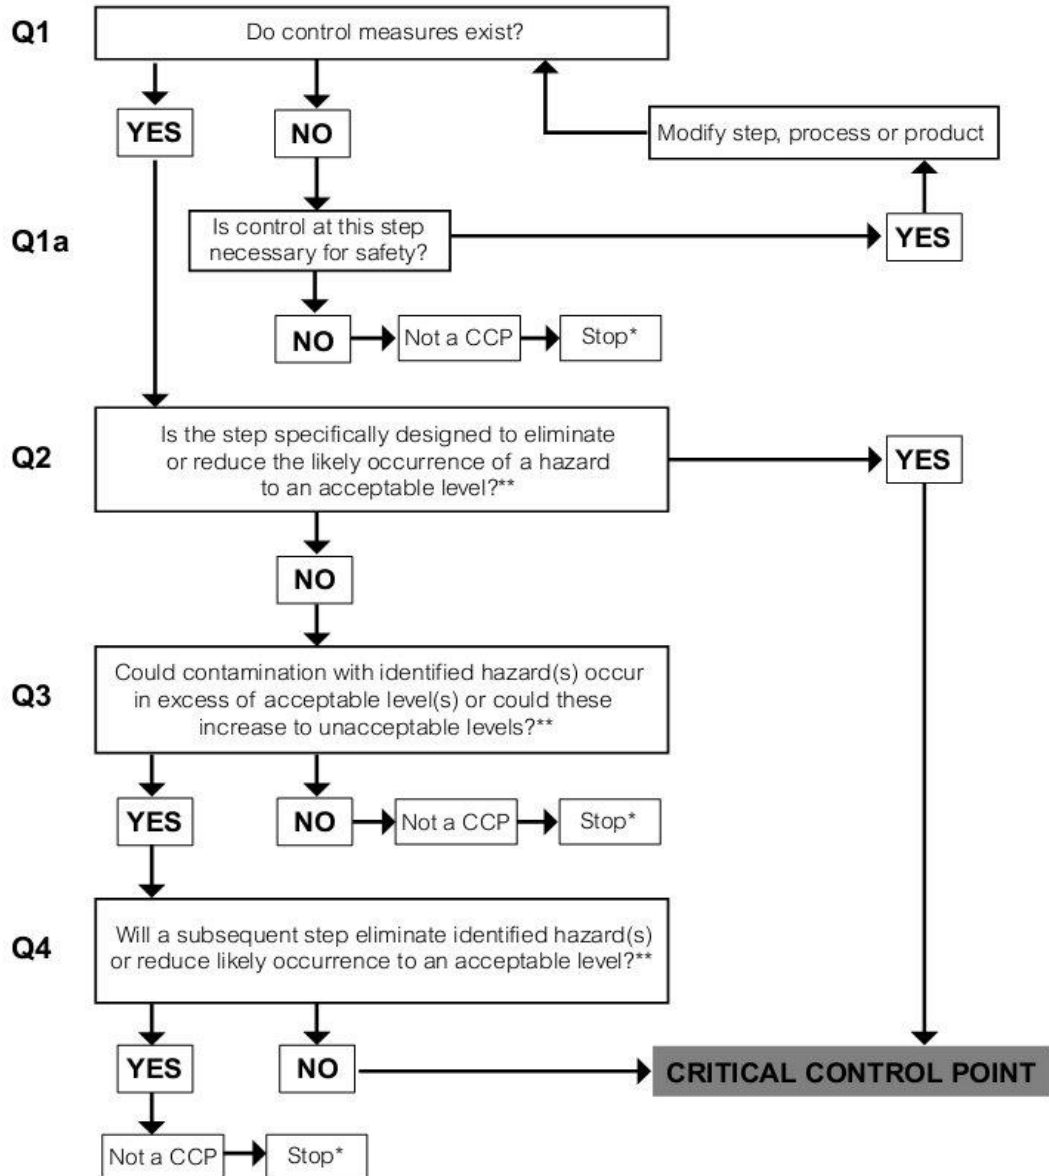 Q1
Do control measures exist?
YES
NO
Modify step, process or product
Q1a
Is control at this step
necessary for safety?
YES
NO
Not a CCP
Stop*
Q2
Is the step specifically designed to eliminate
or reduce the likely occurrence of a hazard
to an acceptable level?**
YES
NO
Q3
Could contamination with identified hazard(s) occur
in excess of acceptable level(s) or could these
increase to unacceptable levels?**
YES
NO
Not a CCP
Stop*
Q4
Will a subsequent step eliminate identified hazard(s)
or reduce likely occurrence to an acceptable level?**
YES
NO
CRITICAL CONTROL POINT
Not a CCP
Stop*